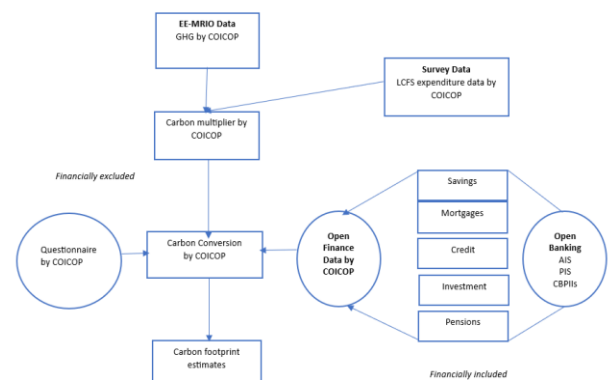 EE-MRIO Data
GHG by COICOP
Survey Data
LCFS expenditure data by
COICOP
Carbon multiplier by
COICOP
Financially excluded
Savings
Mortgages
Credit
Investment
Pensions
Questionnaire
by COICOP
Carbon Conversion
by COICOP
Open
Finance
Data by
COICOP
Open
Banking
AIS
PIS
CBPIIs
Carbon footprint
estimates
Financially included